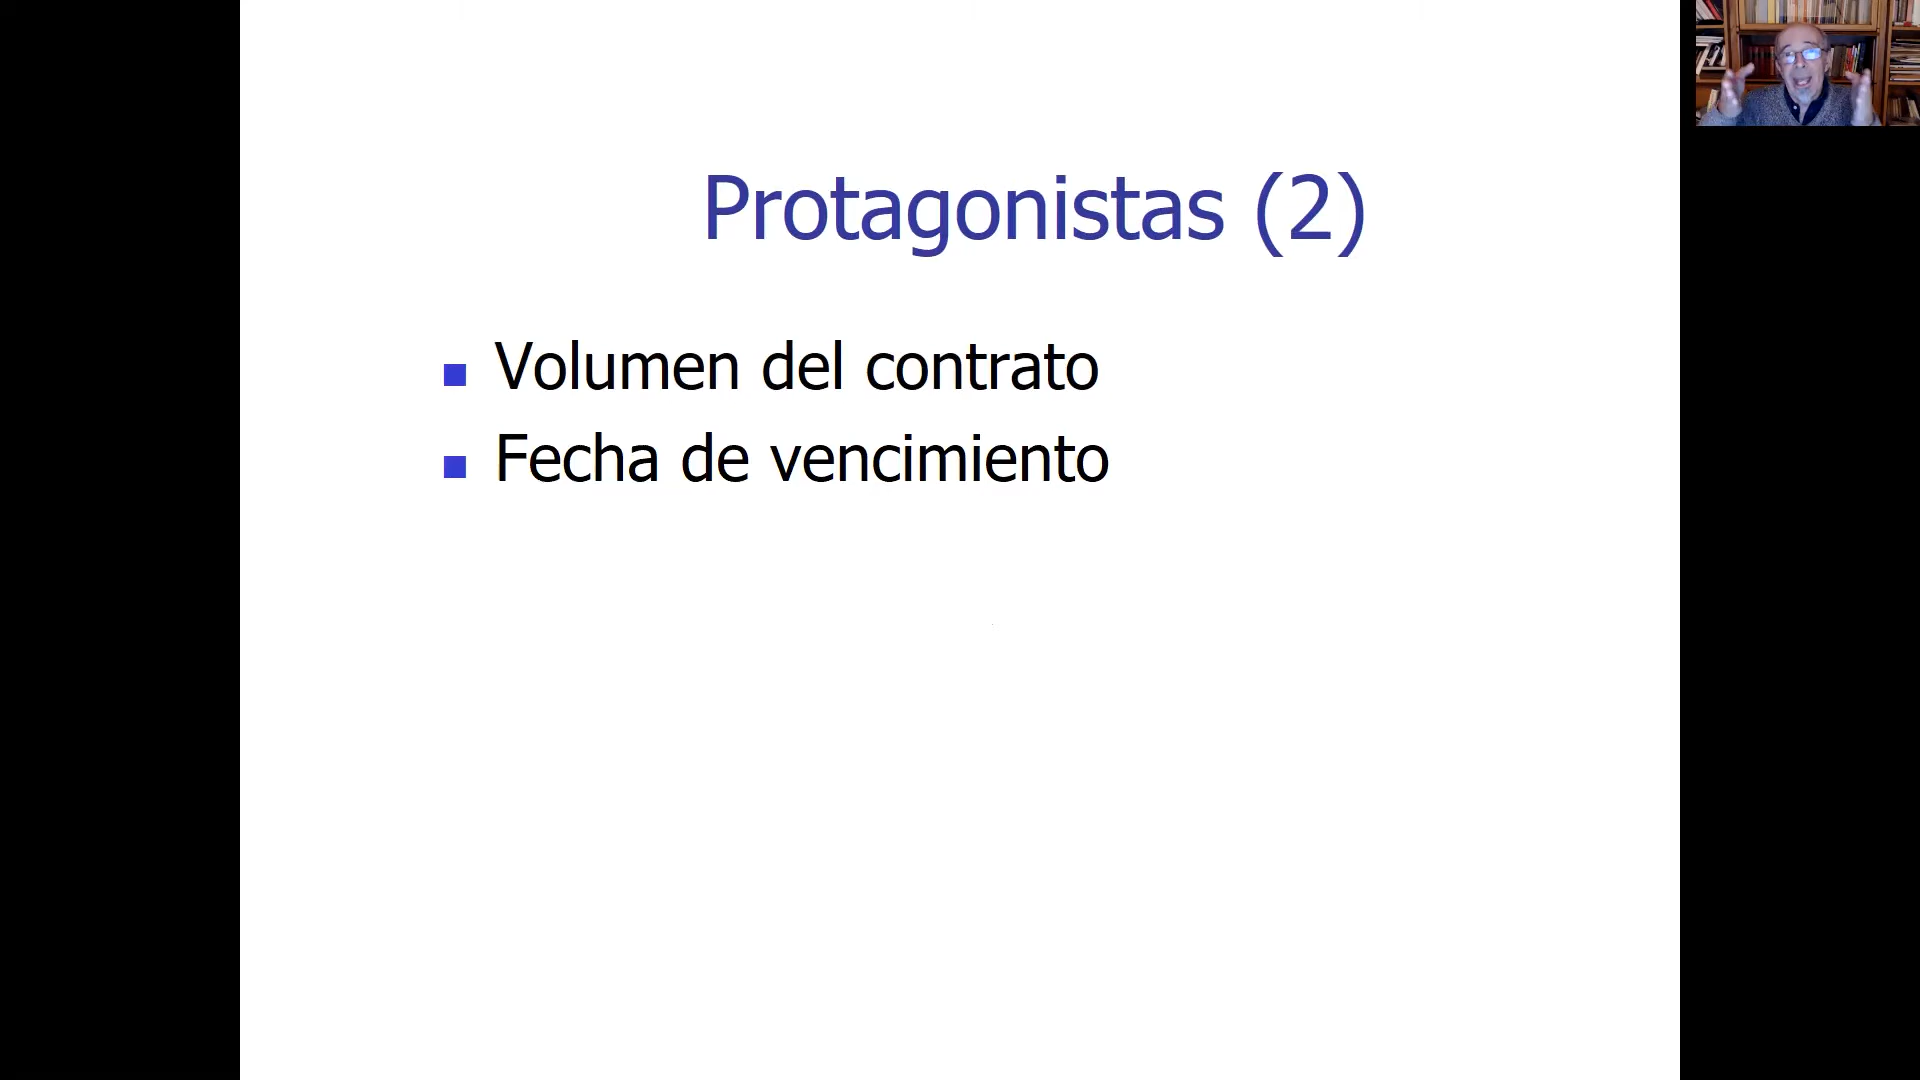 Protagonistas (2)
Volumen del contrato
Fecha de vencimiento